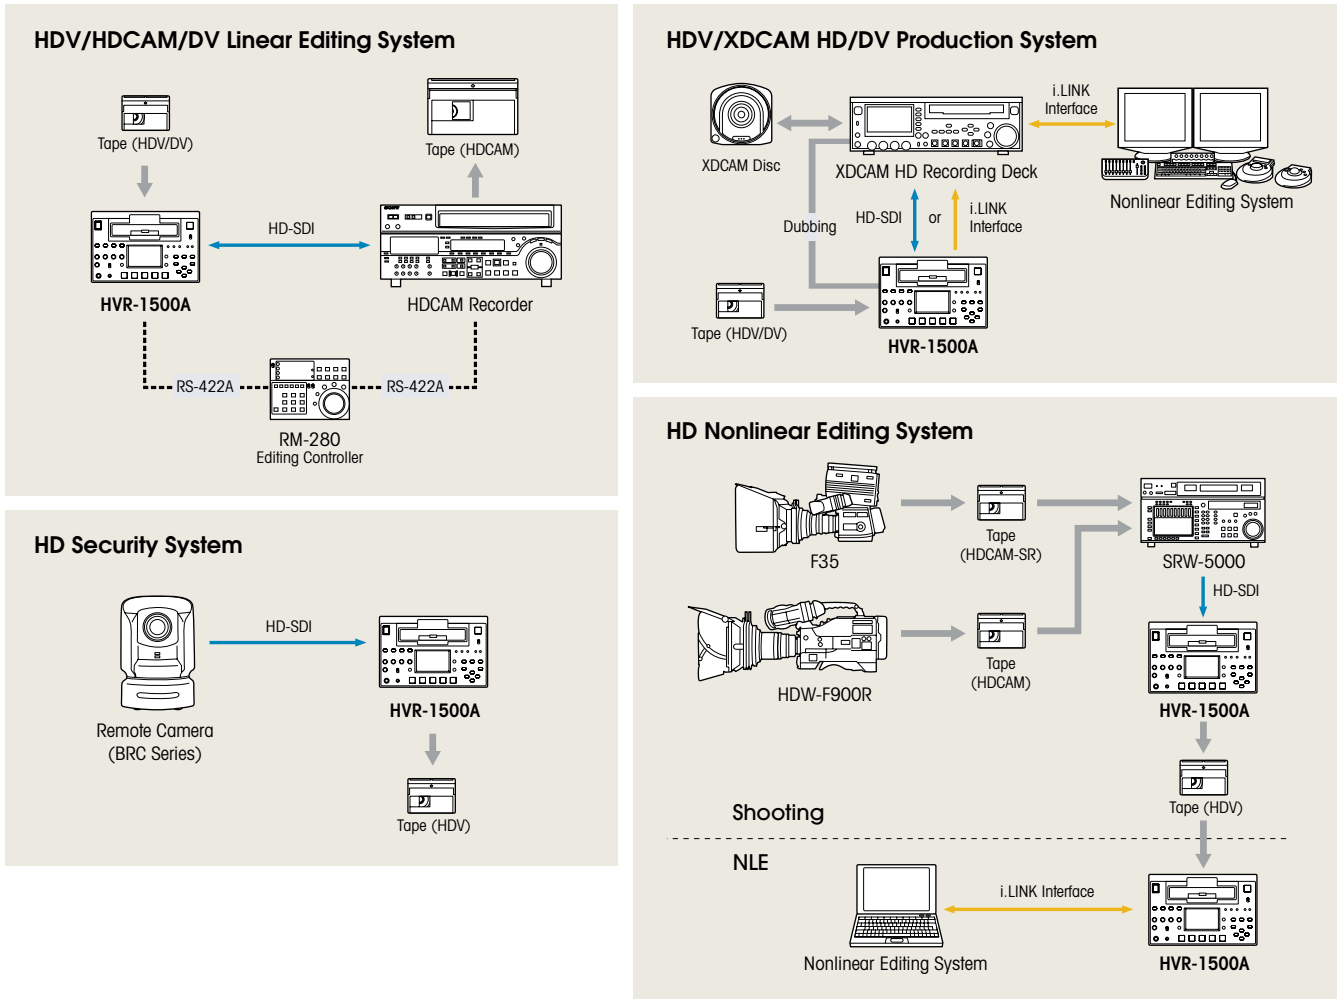 HDV/HDCAM/DV Linear Editing System
Tape (HDV/DV)
Tape (HDCAM)
SONY
HD-SDI
HVR-1500A
HDCAM Recorder
RS-422A
RS-422A
RM-280
Editing Controller
HD Security System
HD-SDI
HVR-1500A
Remote Camera
(BRC Series)
Tape (HDV)
HDV/XDCAM HD/DV Production System
i.LINK
Interface
XDCAM Disc
XDCAM HD Recording Deck
Nonlinear Editing System
Dubbing
HD-SDI
or
i.LINK
Interface
Tape (HDV/DV)
HVR-1500A
HD Nonlinear Editing System
F35
Tape
(HDCAM-SR)
SRW-5000
HD-SDI
HDW-F900R
Tape
(HDCAM)
HVR-1500A
Tape (HDV)
Shooting
NLE
i.LINK Interface
Nonlinear Editing System
HVR-1500A